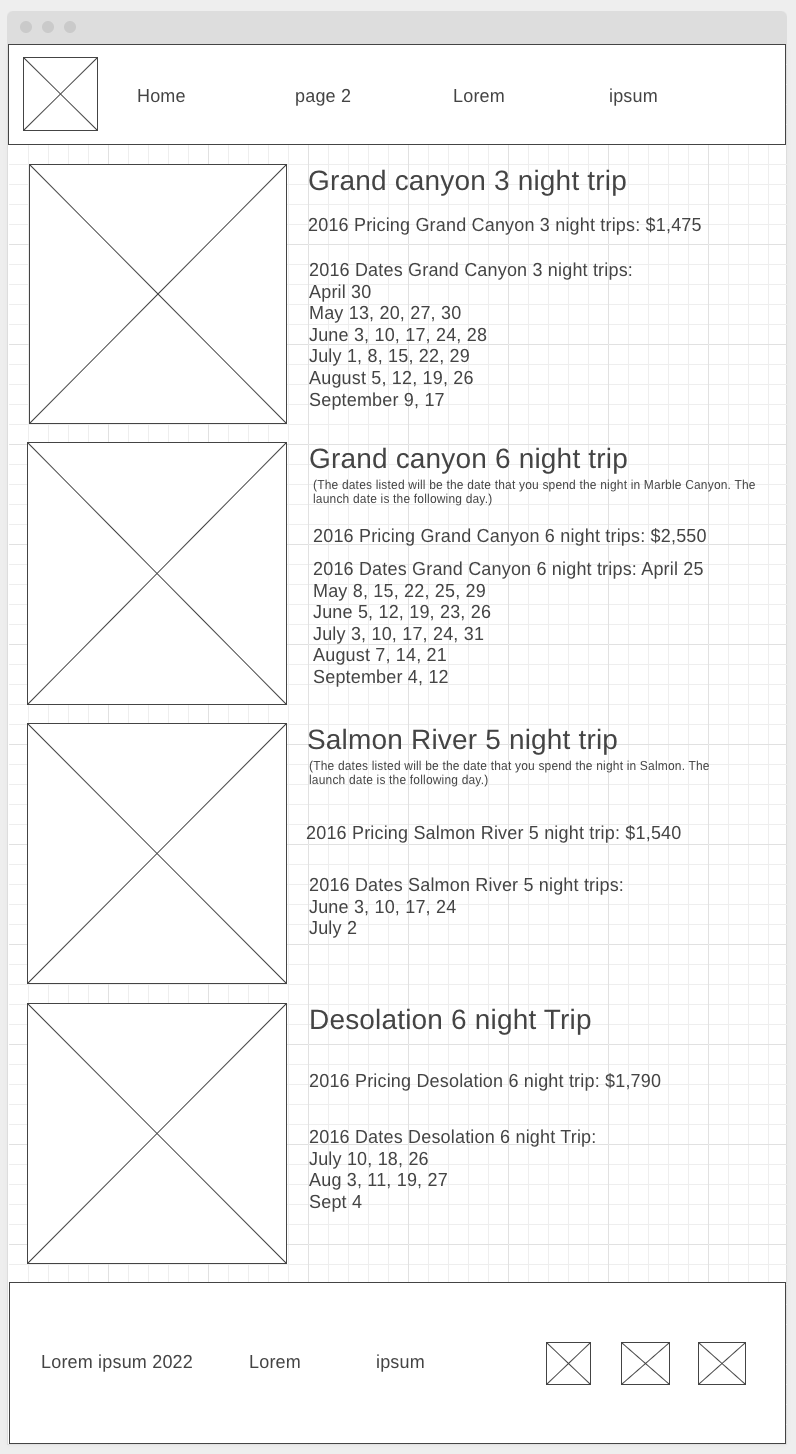 Home page 2 Lorem ipsum
Grand canyon 3 night trip
2016 Pricing Grand Canyon 3 night trips: $1,475
2016 Dates Grand Canyon 3 night trips:
April 30
May 13, 20, 27, 30
June 3, 10, 17, 24, 28
July 1, 8, 15, 22, 29
August 5, 12, 19, 26
September 9, 17
Grand canyon 6 night trip
(The dates listed will be the date that you spend the night in Marble Canyon. The
launch date is the following day.)
2016 Pricing Grand Canyon 6 night trips: $2,550
2016 Dates Grand Canyon 6 night trips: April 25
May 8, 15, 22, 25, 29
June 5, 12, 19, 23, 26
July 3, 10, 17, 24, 31
August 7, 14, 21
September 4, 12
Salmon River 5 night trip
(The dates listed will be the date that you spend the night in Salmon. The
launch date is the following day.)
2016 Pricing Salmon River 5 night trip: $1,540
2016 Dates Salmon River 5 night trips:
June 3, 10, 17, 24
July 2
Desolation 6 night Trip
2016 Pricing Desolation 6 night trip: $1,790
2016 Dates Desolation 6 night Trip:
July 10, 18, 26
Aug 3, 11, 19, 27
Sept 4
Lorem ipsum 2022 Lorem ipsum